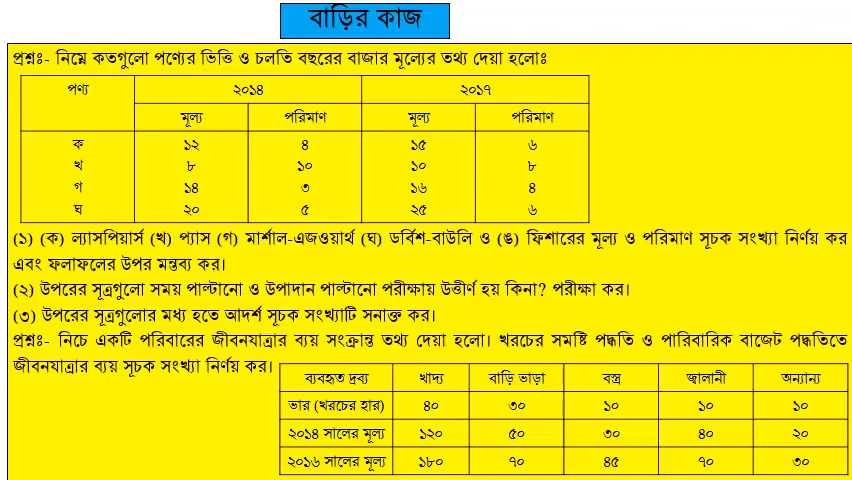 বাড়ির কাজ
প্রশ্নঃ- নিম্নে কতগুলো পণ্যের ভিত্তি ও চলতি বছরের বাজার মূল্যের তথ্য দেয়া হলোঃ
পণ্য ২০১৪ ২০১৭
মূল্য পরিমাণ মূল্য পরিমাণ
ক ১২ ৪ ১৫ ৬
খ ৮ ১০ ১০ ৮
গ ১৪ ৩ ১৬ ৪
ঘ ২০ ৫ ২৫ ৬
(১) (ক) ল্যাসপিয়ার্স (খ) প্যাস (গ) মার্শাল-এজওয়ার্থ (ঘ) ডর্বিশ-বাউলি ও (ঙ) ফিশারের মূল্য ও পরিমাণ সূচক সংখ্যা নির্ণয় কর
এবং ফলাফলের উপর মন্তব্য কর।
(২) উপরের সূত্রগুলো সময় পাল্টানো ও উপাদান পাল্টানো পরীক্ষায় উত্তীর্ণ হয় কিনা? পরীক্ষা কর।
(৩) উপরের সূত্রগুলোর মধ্য হতে আদর্শ সূচক সংখ্যাটি সনাক্ত কর।
প্রশ্নঃ- নিচে একটি পরিবারের জীবনযাত্রার ব্যয় সংক্রান্ত তথ্য দেয়া হলো। খরচের সমষ্টি পদ্ধতি ও পারিবারিক বাজেট পদ্ধতিতে
জীবনযাত্রার ব্যয় সূচক সংখ্যা নির্ণয় কর।
ব্যবহৃত দ্রব্য খাদ্য বাড়ি ভাড়া বস্ত্র জ্বালানী অন্যান্য
ভার (খরচের হার) ৪০ ৩০ ১০ ১০ ১০
২০১৪ সালের মূল্য ১২০ ৫০ ৩০ ৪০ ২০
২০১৬ সালের মূল্য ১৮০ ৭০ ৪৫ ৭০ ৩০